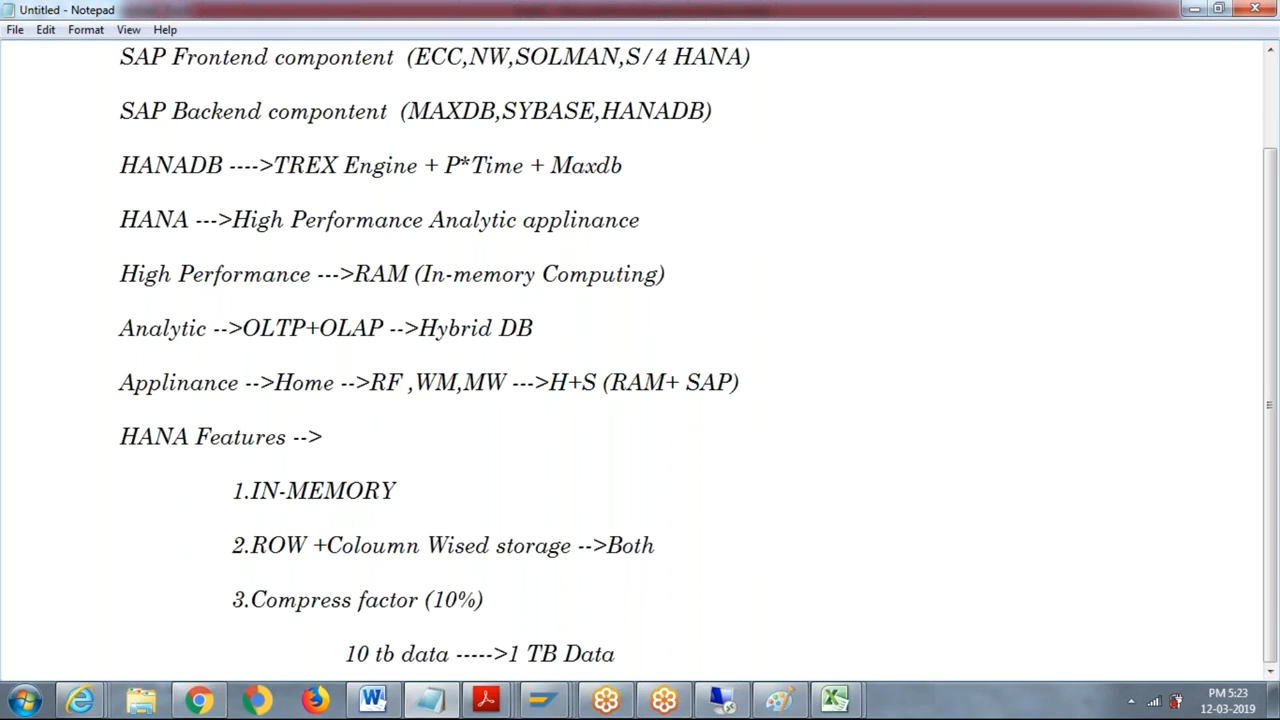 Untitled - Notepad
File Edit Format View Help
SAP Frontend compontent (ECC,NW,SOLMAN,S/4 HANA)
SAP Backend compontent (MAXDB,SYBASE,HANADB)
HANADB ---->TREX Engine + P*Time + Maxdb
HANA --->High Performance Analytic applinance
High Performance --->RAM (In-memory Computing)
Analytic -->OLTP+OLAP -->Hybrid DB
Applinance -->Home -->RF ,WM,MW --->H+S (RAM+ SAP)
HANA Features -->
1.IN-MEMORY
2.ROW +Coloumn Wised storage -->Both
3.Compress factor (10%)
10 tb data ----->1 TB Data
PM 5:23
12-03-2019